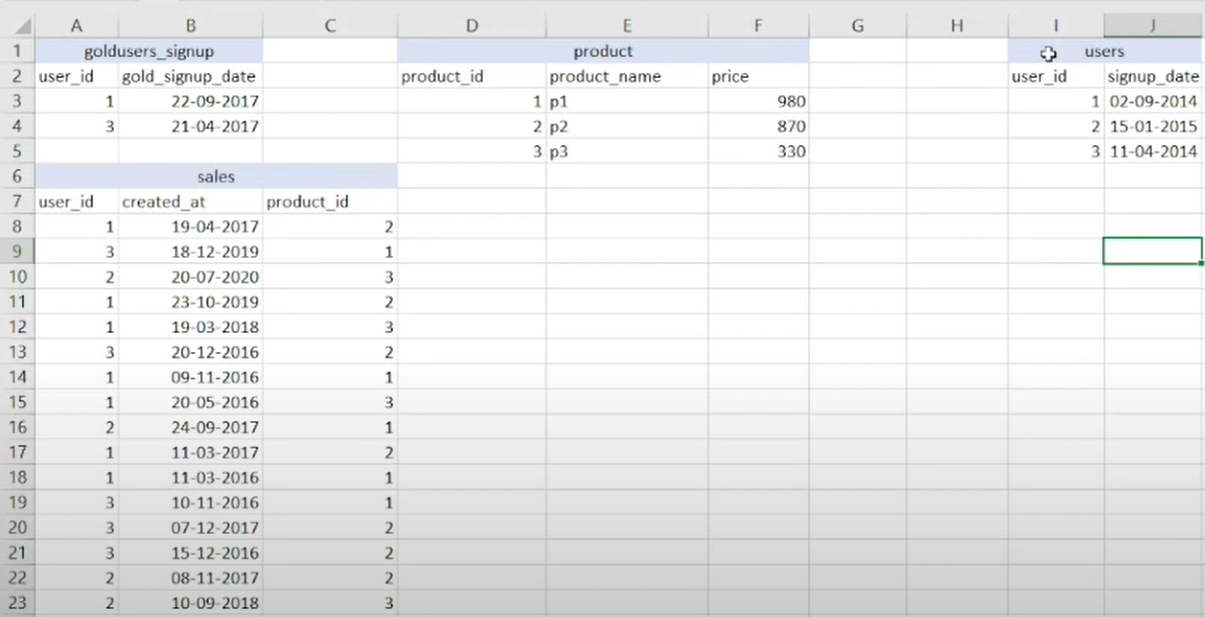 A B C D E F G H I J
1 goldusers_signup product users
2 user_id gold_signup_date product_id product_name price user_id signup_date
3 1 22-09-2017 1 p1 980 1 02-09-2014
4 3 21-04-2017 2 p2 870 2 15-01-2015
5 3 p3 330 3 11-04-2014
6 sales
7 user_id created_at product_id
8 1 19-04-2017 2
9 3 18-12-2019 1
10 2 20-07-2020 3
11 1 23-10-2019 2
12 1 19-03-2018 3
13 3 20-12-2016 2
14 1 09-11-2016 1
15 1 20-05-2016 3
16 2 24-09-2017 1
17 1 11-03-2017 2
18 1 11-03-2016 1
19 3 10-11-2016 1
20 3 07-12-2017 2
21 3 15-12-2016 2
22 2 08-11-2017 2
23 2 10-09-2018 3